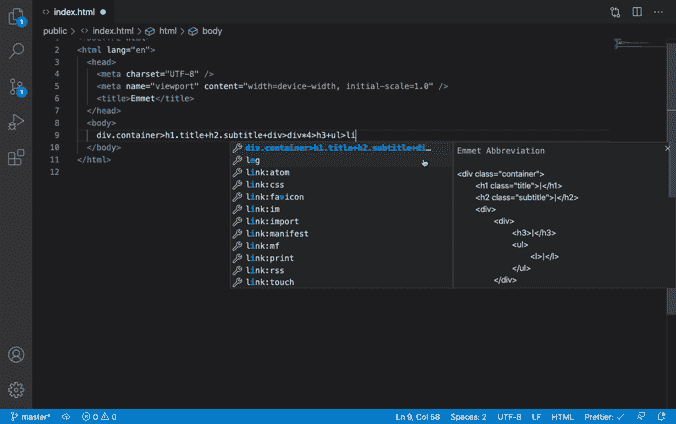 index.html
public > index.html > html > body
2 <html lang="en">
3 <head>
4 <meta charset="UTF-8" />
5 <meta name="viewport" content="width=device-width, initial-scale=1.0" />
6 <title>Emmet</title>
7 </head>
8 <body>
9 div.container>h1.title+h2.subtitle+div>div*4>h3+ul>li
10 </body>
11 </html>
12
div.container>h1.title+h2.subtitle+di…
log
link:atom
link:css
link:favicon
link:im
link:import
link:manifest
link:mf
link:print
link:rss
link:touch
Emmet Abbreviation
<div class="container">
<h1 class="title">|</h1>
<h2 class="subtitle">|</h2>
<div>
<div>
<h3>|</h3>
<ul>
<l>|</l>
</ul>
</div>
1
1
master*
0
0
Ln 9, Col 58
Spaces: 2
UTF-8
LF
HTML
Prettier: ✓